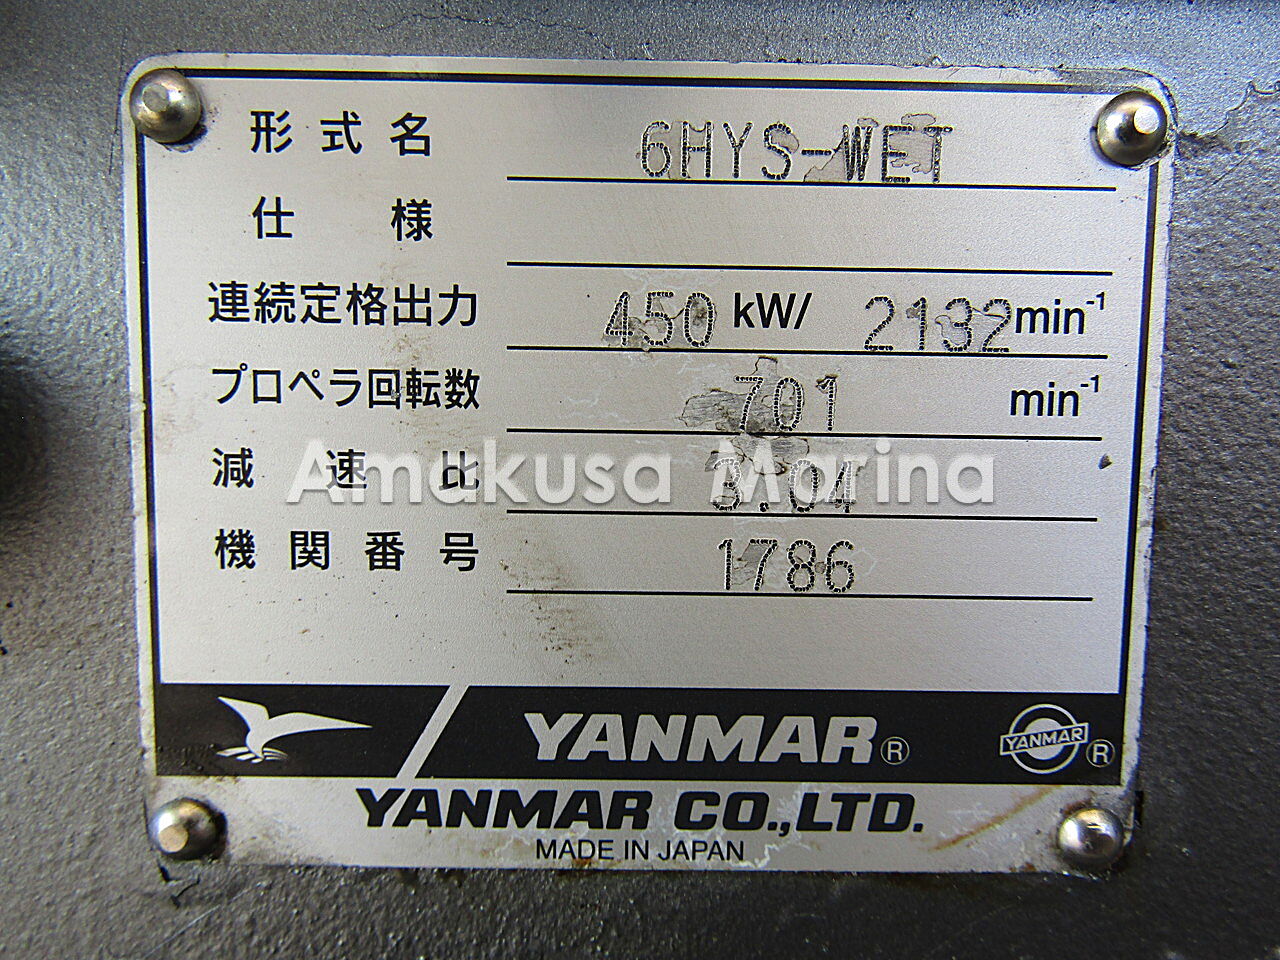 形式名 6HYS-WET
仕様
連続定格出力 450 kW/ 2132 min⁻¹
プロペラ回転数 701 min⁻¹
減速比 3.04
Amakusa Marina
機関番号 1786
YANMAR® YANMAR ®
YANMAR CO.,LTD.
MADE IN JAPAN